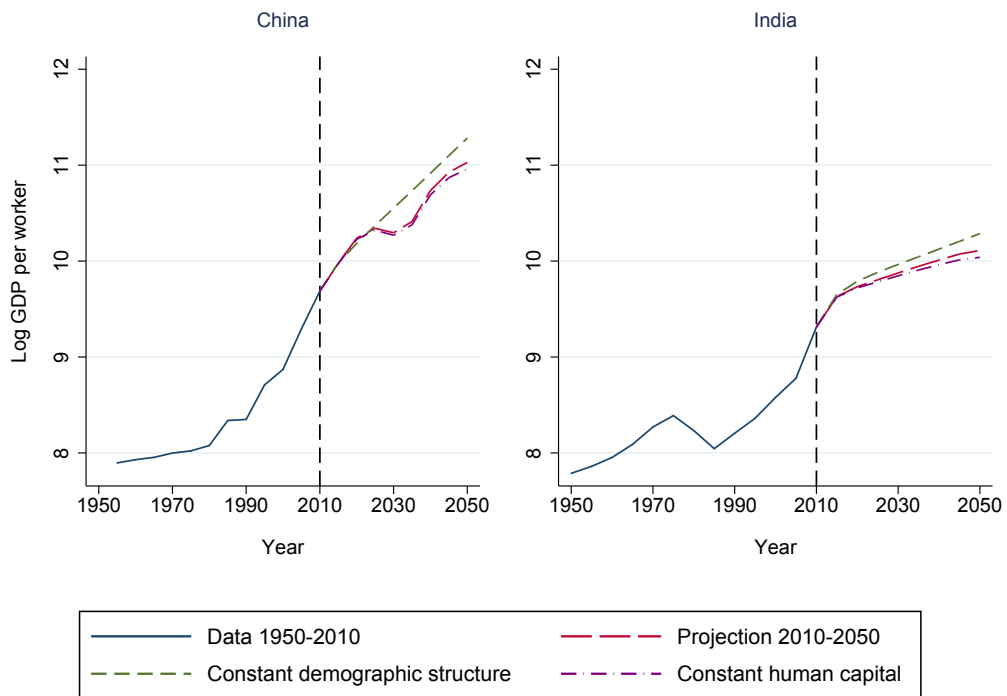 China
India
Log GDP per worker
12
11
10
9
8
1950 1970 1990 2010 2030 2050
Year
12
11
10
9
8
1950 1970 1990 2010 2030 2050
Year
Data 1950-2010
Projection 2010-2050
Constant demographic structure
Constant human capital